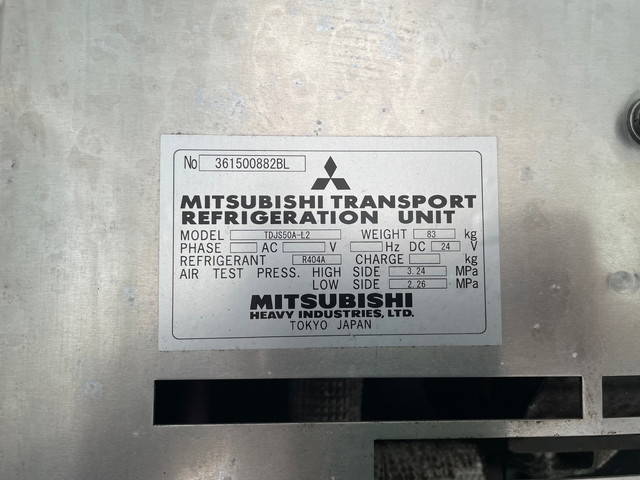 No 361500882BL
MITSUBISHI TRANSPORT
REFRIGERATION UNIT
MODEL TDJS50A-L2 WEIGHT 83 kg
PHASE AC V Hz DC 24 V
REFRIGERANT R404A CHARGE kg
AIR TEST PRESS. HIGH SIDE 3.24 MPa
LOW SIDE 2.26 MPa
MITSUBISHI
HEAVY INDUSTRIES, LTD.
TOKYO JAPAN